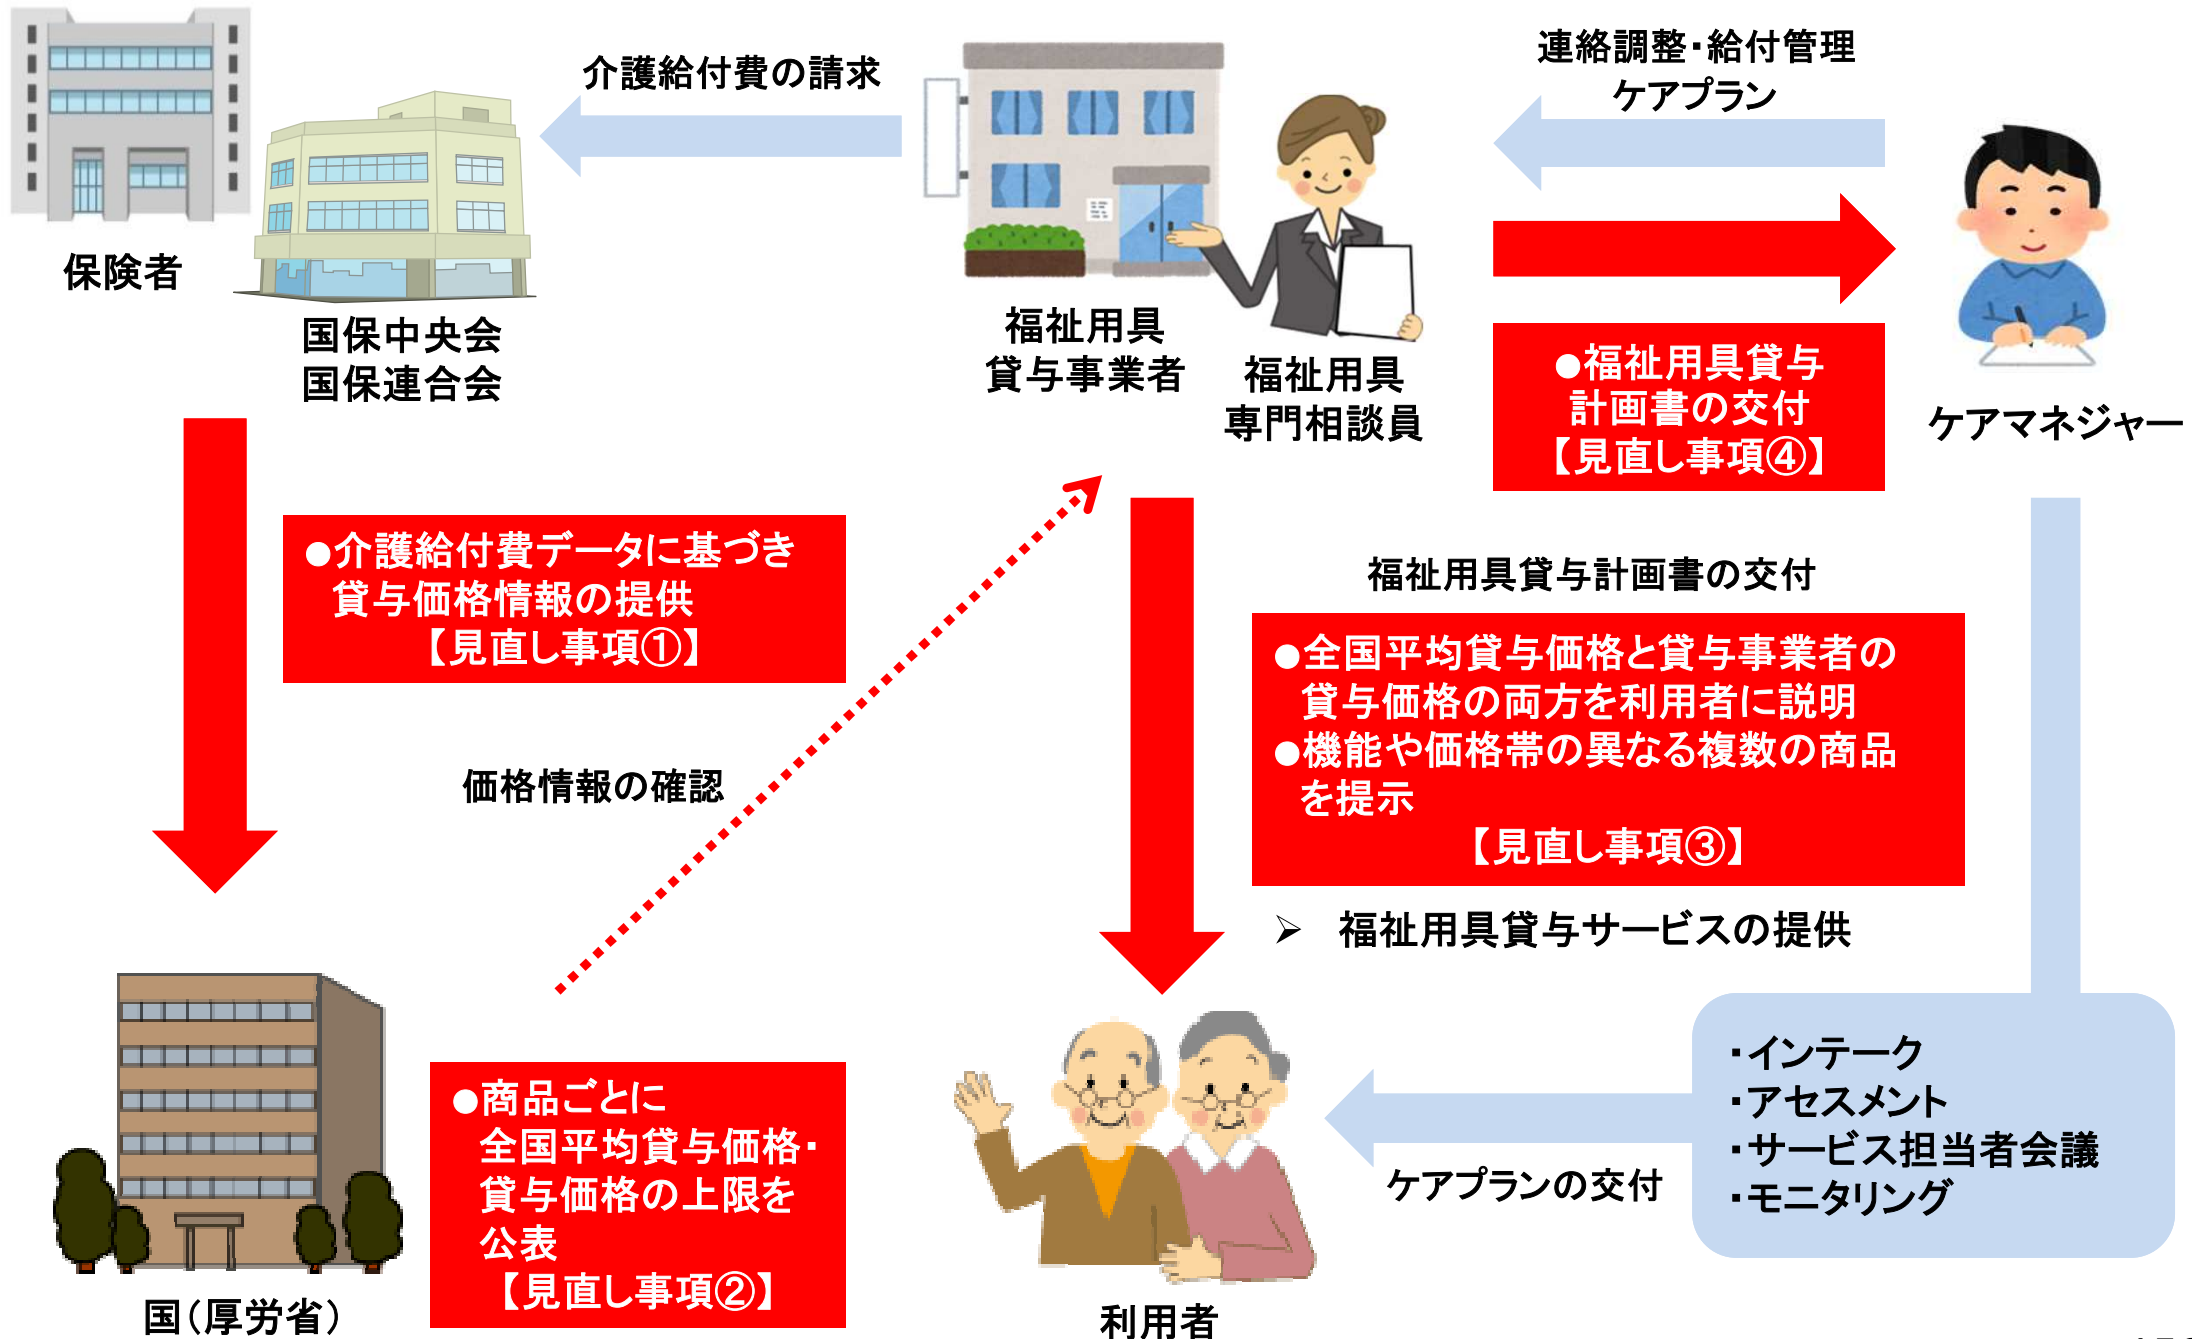 介護給付費の請求
連絡調整・給付管理
ケアプラン
保険者
国保中央会
国保連合会
福祉用具
貸与事業者
福祉用具
専門相談員
●福祉用具貸与
計画書の交付
【見直し事項④】
ケアマネジャー
●介護給付費データに基づき
貸与価格情報の提供
【見直し事項①】
価格情報の確認
福祉用具貸与計画書の交付
●全国平均貸与価格と貸与事業者の
貸与価格の両方を利用者に説明
●機能や価格帯の異なる複数の商品
を提示
【見直し事項③】
➢ 福祉用具貸与サービスの提供
・インテーク
・アセスメント
・サービス担当者会議
・モニタリング
ケアプランの交付
●商品ごとに
全国平均貸与価格・
貸与価格の上限を
公表
【見直し事項②】
国(厚労省)
利用者